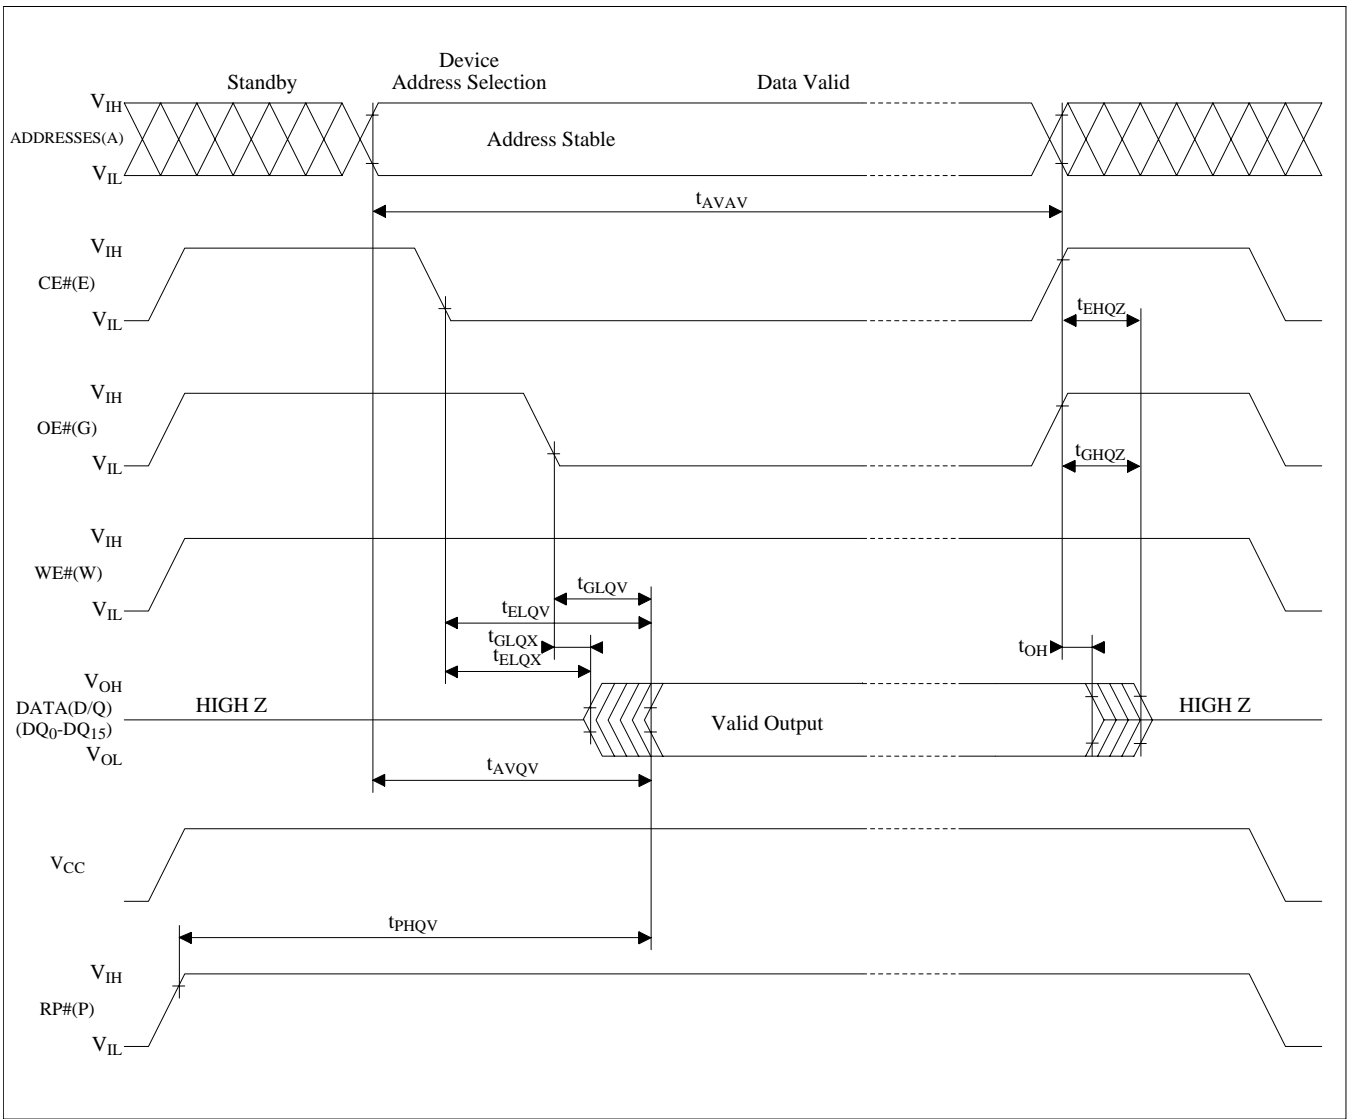 Device
Standby Address Selection Data Valid
VIH
ADDRESSES(A) Address Stable
VIL
tAVAV
VIH
CE#(E)
tEHQZ
VIL
VIH
OE#(G)
tGHQZ
VIL
VIH
WE#(W)
tGLQV
VIL
tELQV
tGLQX
tOH
tELQX
VOH
DATA(D/Q) HIGH Z HIGH Z
(DQ0-DQ15) Valid Output
VOL
tAVQV
VCC
tPHQV
VIH
RP#(P)
VIL